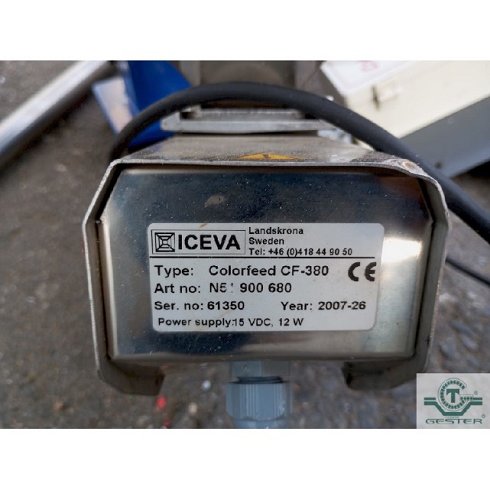 ICEVA
Landskrona
Sweden
Tel: +46 (0)418 44 90 50
Type: Colorfeed CF-380 CE
Art no: 900 680
Ser. no: 61350 Year: 2007-26
Power supply:15 VDC, 12 W
GESTER